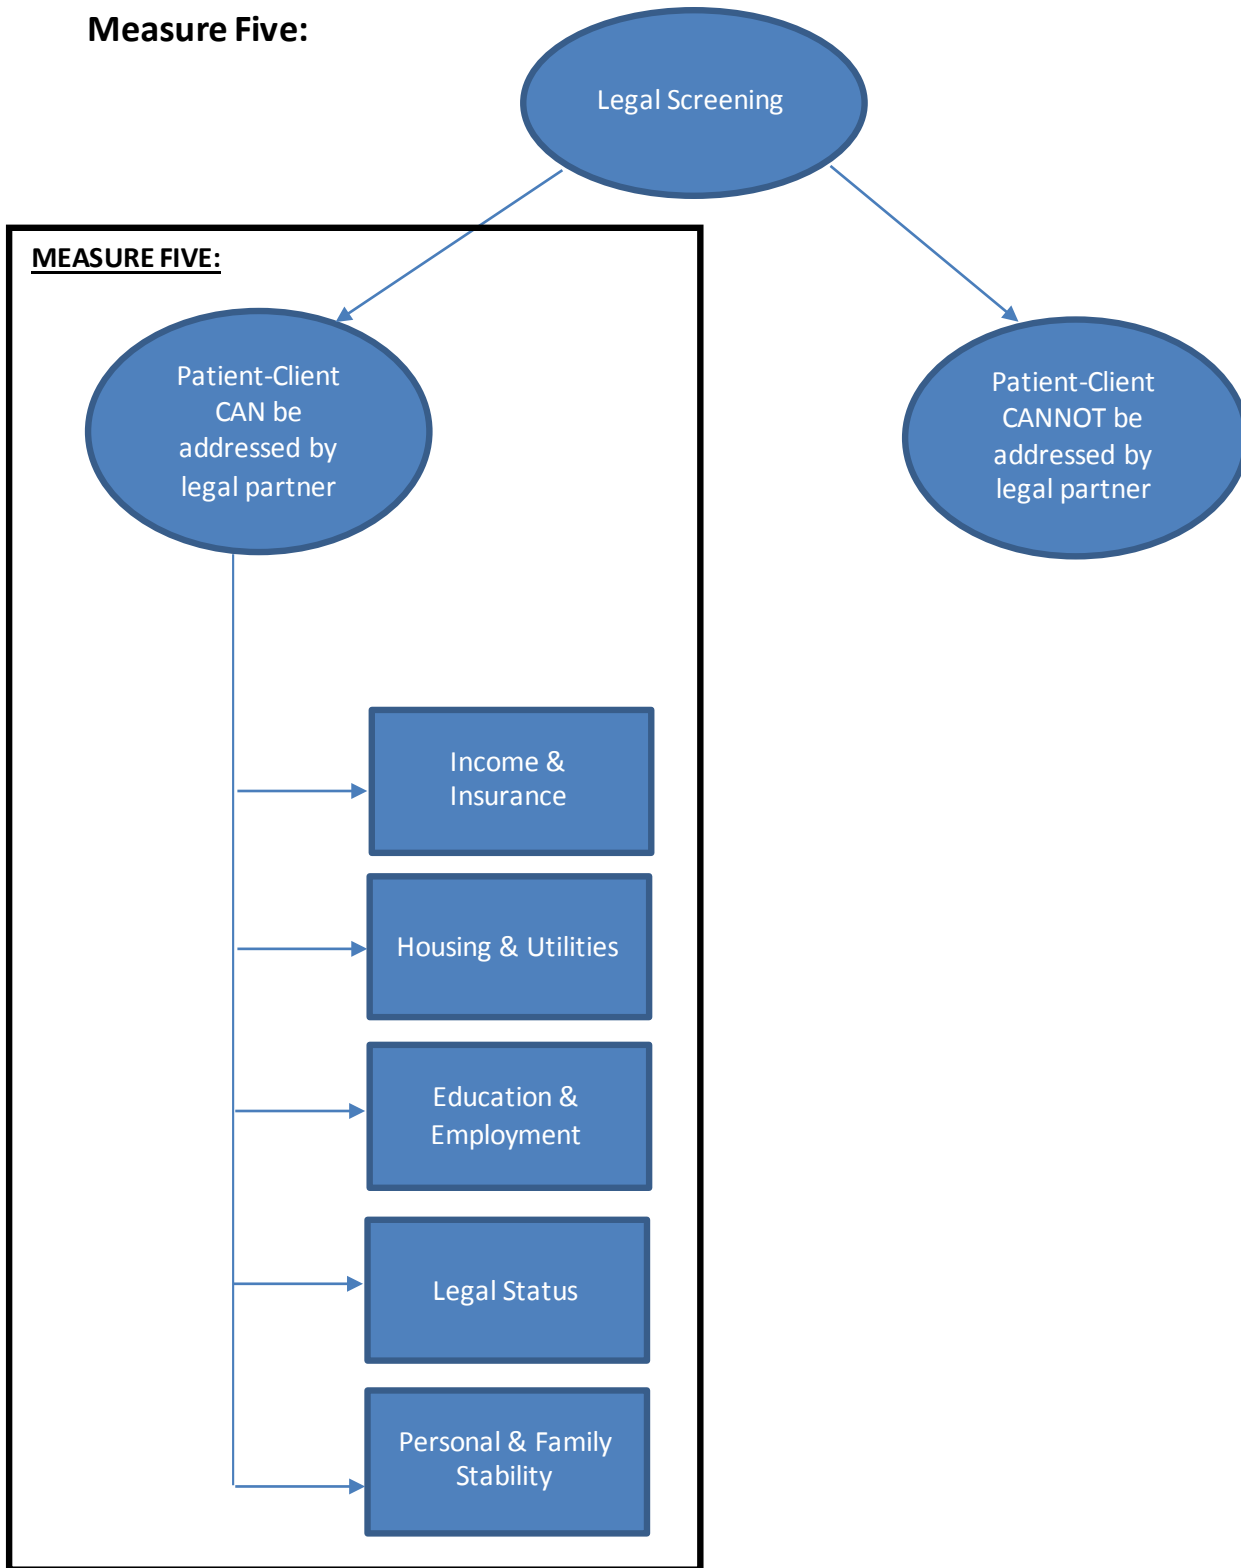 Measure Five:
Legal Screening
MEASURE FIVE:
Patient-Client
CAN be
addressed by
legal partner
Patient-Client
CANNOT be
addressed by
legal partner
Income &
Insurance
Housing & Utilities
Education &
Employment
Legal Status
Personal & Family
Stability